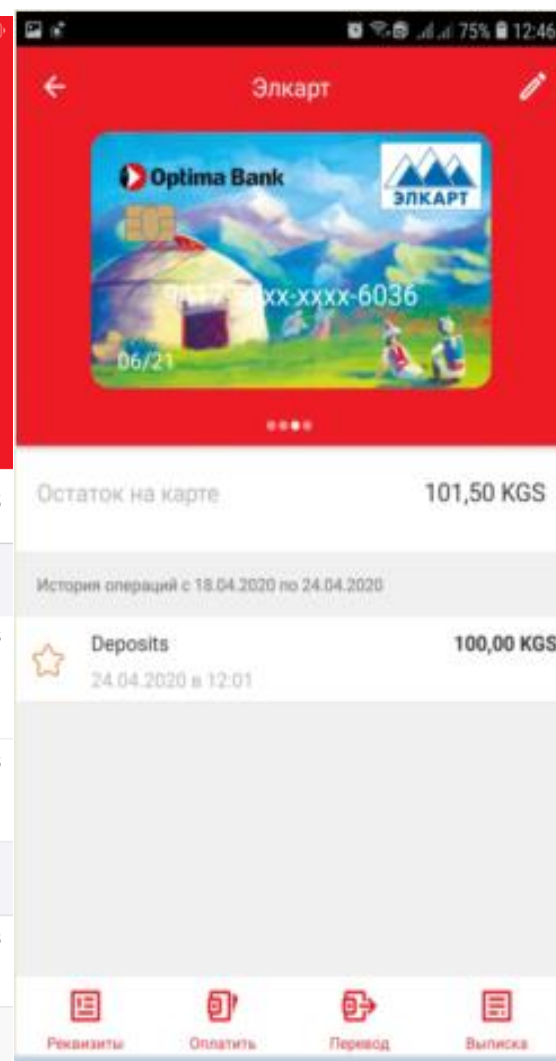 75% 12:46
Элкарт
Optima Bank
ЭЛКАРТ
xx-xxxx-6036
06/21
Остаток на карте 101,50 KGS
История операций с 18.04.2020 по 24.04.2020
Deposits 100,00 KGS
24.04.2020 в 12:01
Реквизиты Оплатить Перевод Выписка